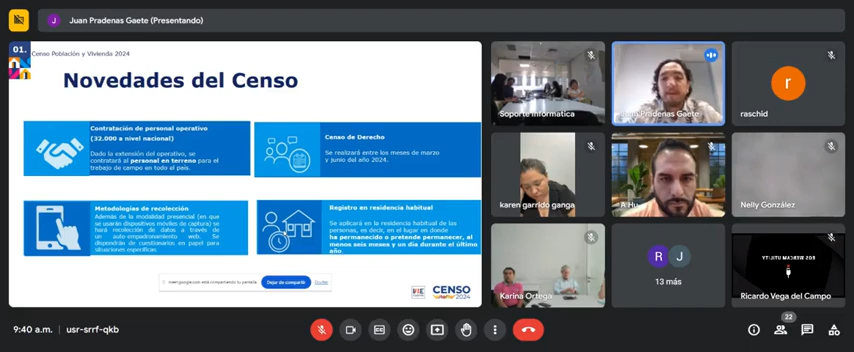 J
Juan Pradenas Gaete (Presentando)
01.
Censo Población y Vivienda 2024
Novedades del Censo
Contratación de personal operativo
(32.000 a nivel nacional)
Dado la extensión del operativo, se
contratará al personal en terreno para el
trabajo de campo en todo el país.
Censo de Derecho
Se realizará entre los meses de marzo
y junio del año 2024.
Metodologías de recolección
Además de la modalidad presencial (en que
se usarán dispositivos móviles de captura) se
hará recolección de datos a través de
un auto-empadronamiento web. Se
dispondrán de cuestionarios en papel para
situaciones específicas
Registro en residencia habitual
Se aplicará en la residencia habitual de las
personas, es decir, en el lugar en donde
ha permanecido o pretende permanecer, al
menos seis meses y un día durante el último
año.
meet.google.com está compartiendo tu pantalla.
Dejar de compartir
Ocultar
CENSO
2024
Soporte Informatica
Juan Pradenas Gaete
r
raschid
karen garrido ganga
A Hu
Nelly González
Karina Ortega
R J
13 más
EOS WEBCAM UTILITY
Ricardo Vega del Campo
9:40 a.m. | usr-srrf-qkb
22